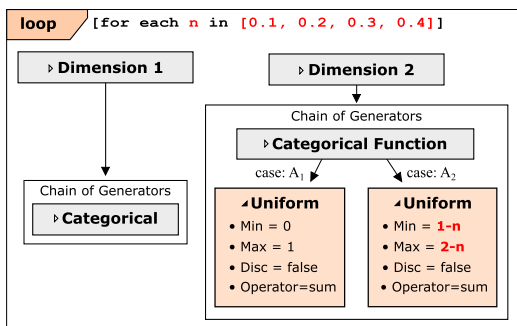 loop [for each n in [0.1, 0.2, 0.3, 0.4]]
Dimension 1
Chain of Generators
Categorical
Dimension 2
Chain of Generators
Categorical Function
case: A1
case: A2
Uniform
• Min = 0
• Max = 1
• Disc = false
• Operator=sum
Uniform
• Min = 1-n
• Max = 2-n
• Disc = false
• Operator=sum